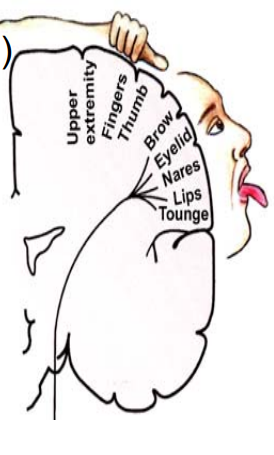 )
Upper
extremity
Fingers
Thumb
Brow
Eyelid
Nares
Lips
Tounge